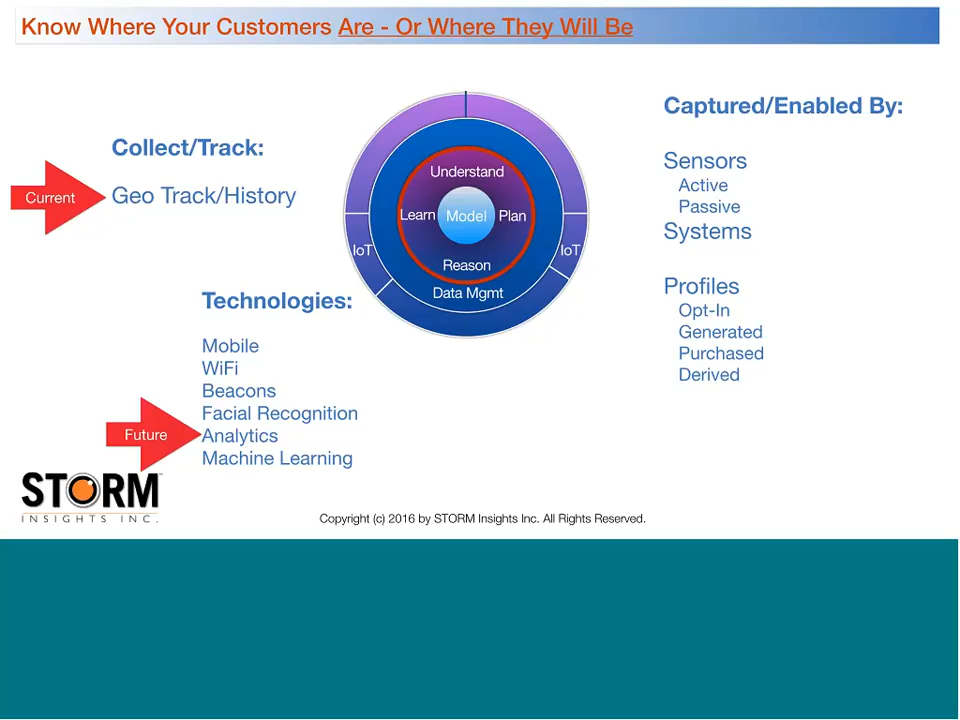 Know Where Your Customers Are - Or Where They Will Be
Collect/Track:
Current
Geo Track/History
Technologies:
Mobile
WiFi
Beacons
Facial Recognition
Future
Analytics
Machine Learning
Understand
Learn
Model
Plan
Reason
IoT
IoT
Data Mgmt
Captured/Enabled By:
Sensors
Active
Passive
Systems
Profiles
Opt-In
Generated
Purchased
Derived
STORM
INSIGHTS INC.
Copyright (c) 2016 by STORM Insights Inc. All Rights Reserved.